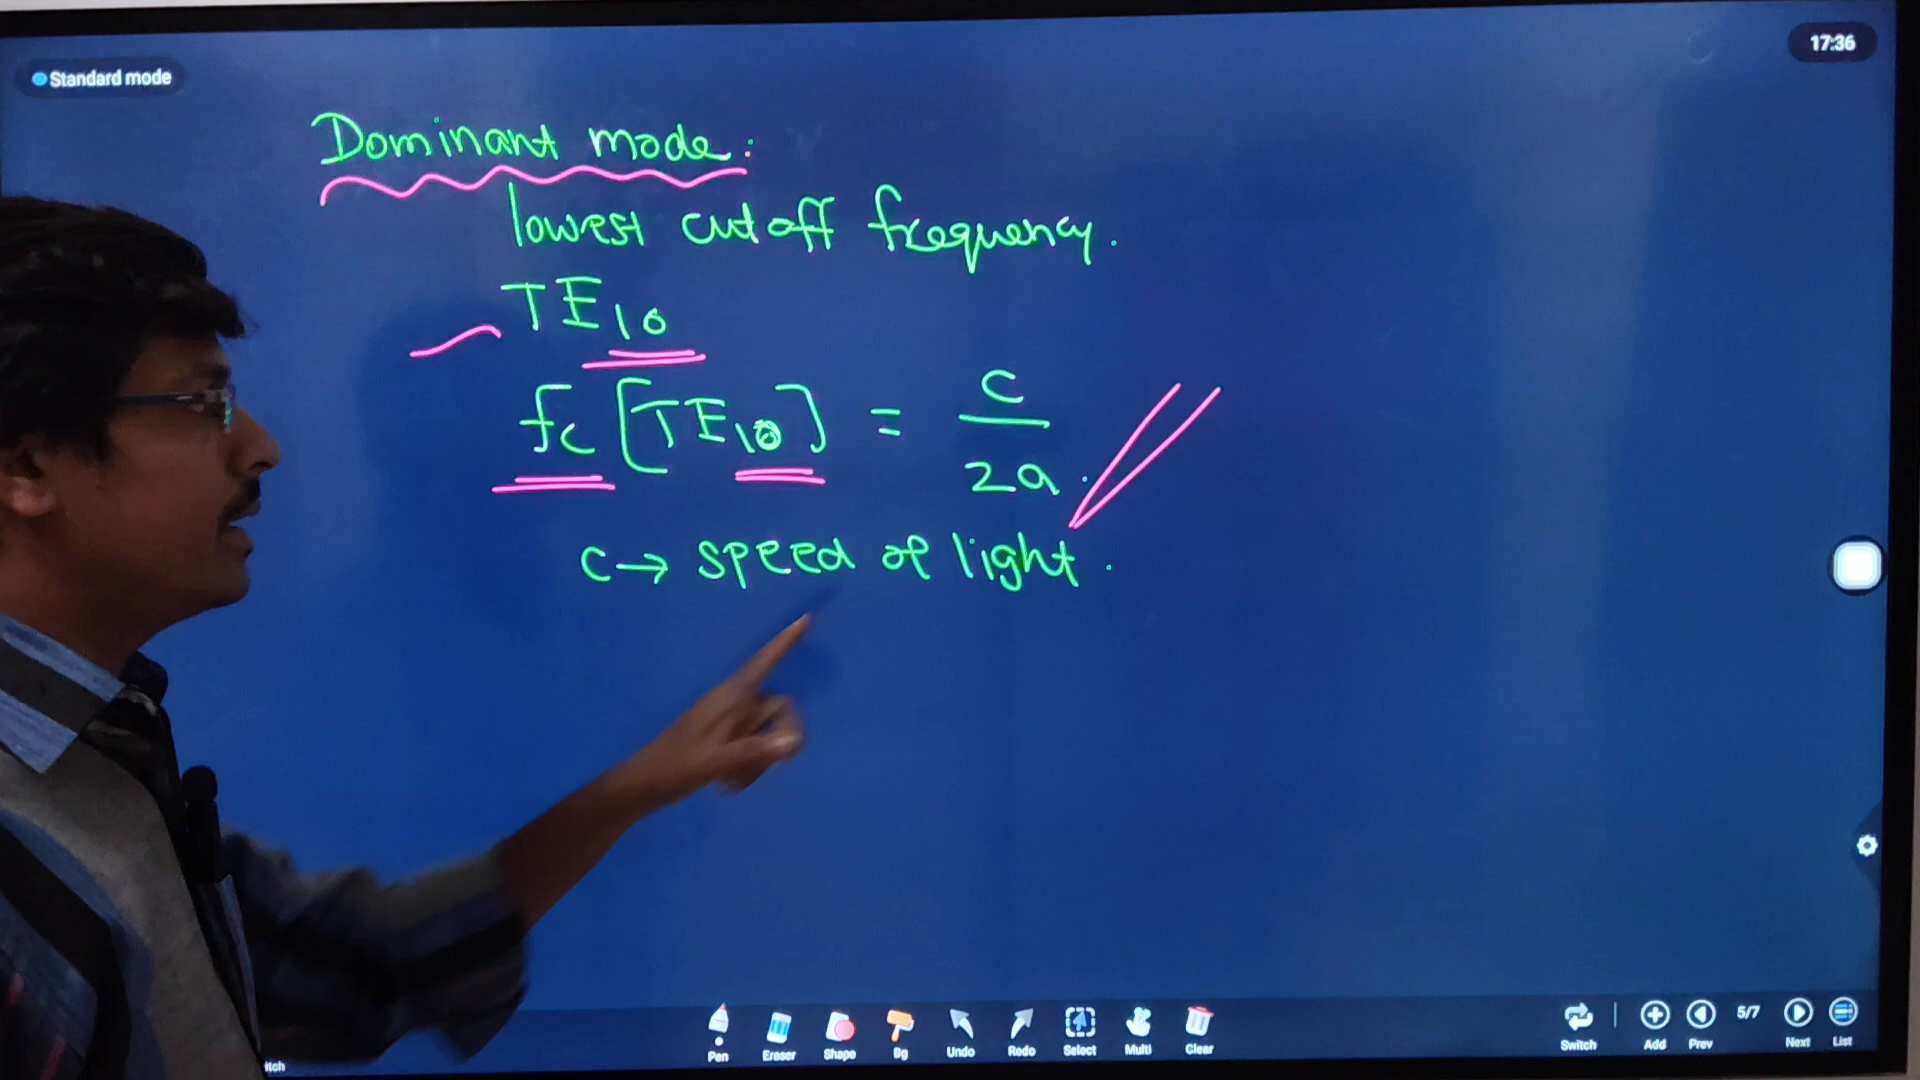 17:36
Standard mode
Dominant mode:
lowest cutoff frequency.
TE10
fc [TE10] = c/2a.
c → speed of light.
Pen Eraser Shape Bg Undo Redo Select Multi Clear
Switch Add Prev 5/7 Next List
itch